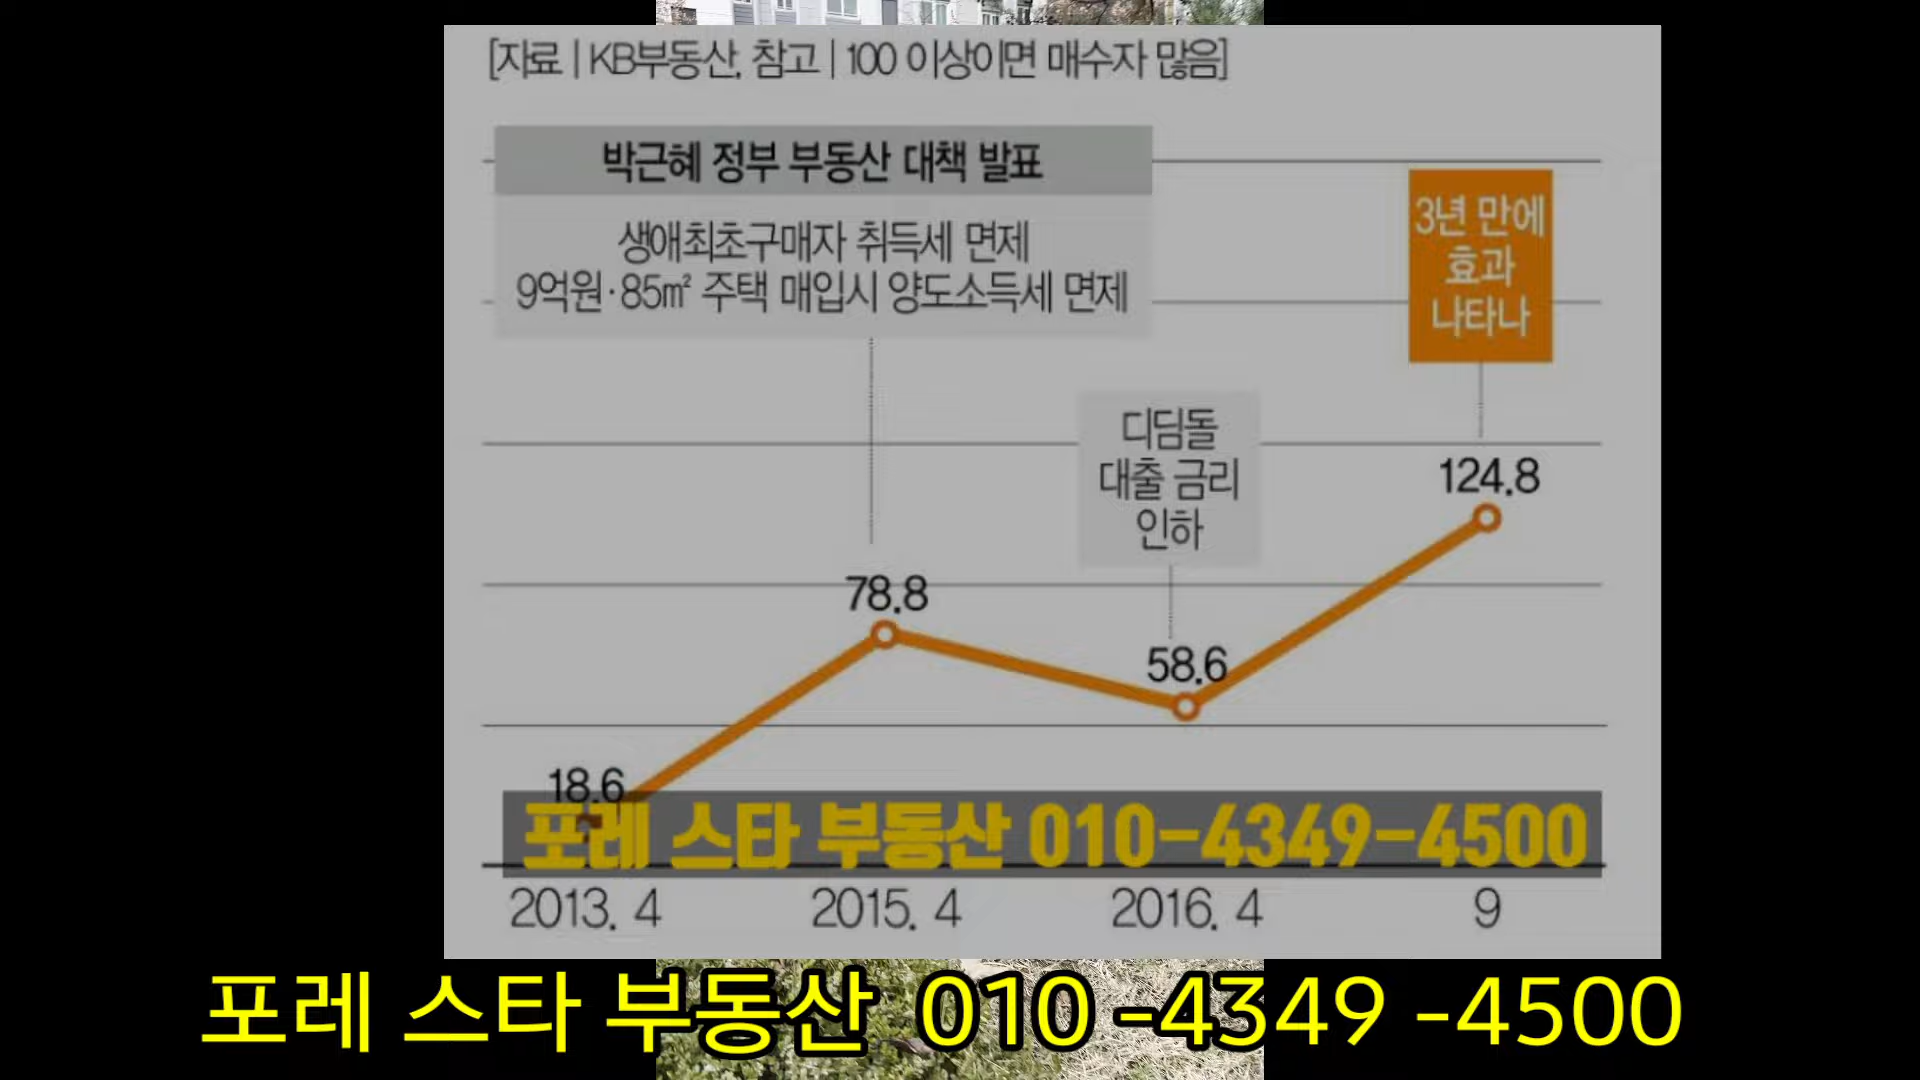 [자료 | KB부동산, 참고 | 100 이상이면 매수자 많음]
박근혜 정부 부동산 대책 발표
생애최초구매자 취득세 면제
9억원·85㎡ 주택 매입시 양도소득세 면제
3년 만에
효과
나타나
디딤돌
대출 금리
인하
124.8
78.8
58.6
18.6
포레 스타 부동산 010-4349-4500
2013. 4 2015. 4 2016. 4 9
포레 스타 부동산 010 -4349 -4500